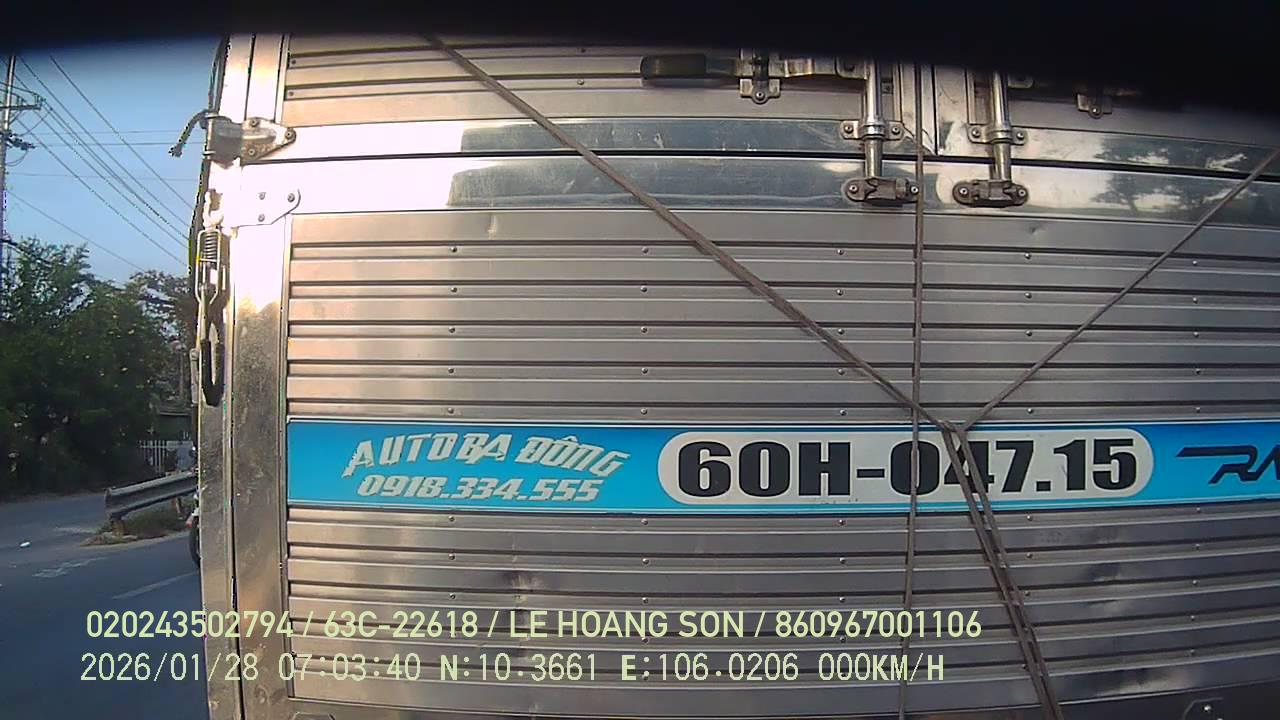 AUTO BA ĐÔNG
0918.334.555
60H-047.15
020243502794 / 63C-22618 / LE HOANG SON / 860967001106
2026/01/28 07:03:40 N:10.3661 E:106.0206 000KM/H